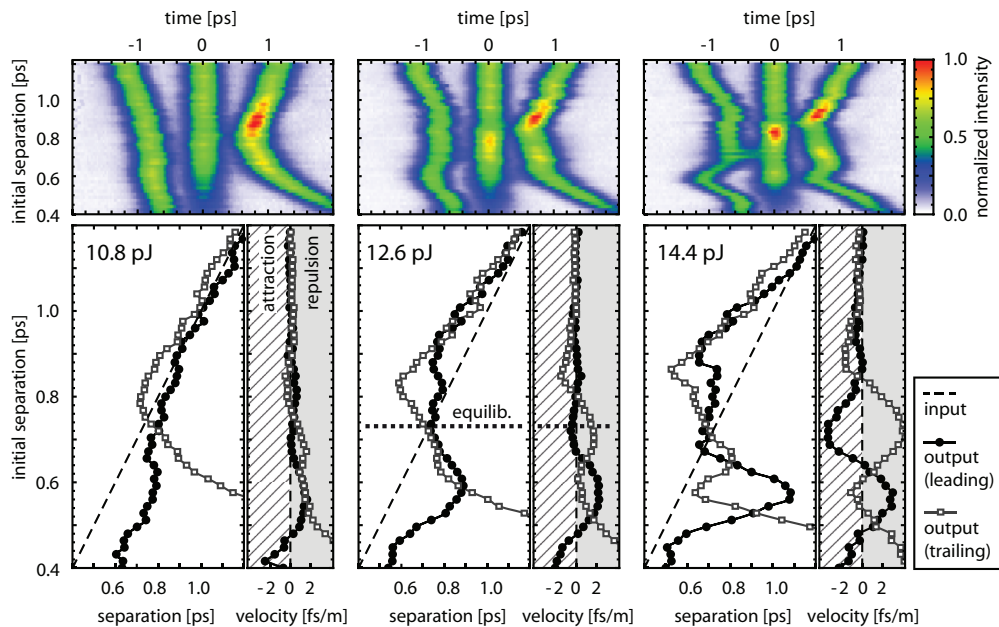 time [ps]
time [ps]
time [ps]
-1 0 1
-1 0 1
-1 0 1
initial separation [ps]
1.0
0.8
0.6
0.4
1.0
0.5
0.0
normalized intensity
10.8 pJ
12.6 pJ
14.4 pJ
attraction
repulsion
equilib.
initial separation [ps]
1.0
0.8
0.6
0.4
input
output
(leading)
output
(trailing)
0.6 0.8 1.0 -2 0 2
0.6 0.8 1.0 -2 0 2
0.6 0.8 1.0 -2 0 2
separation [ps] velocity [fs/m]
separation [ps] velocity [fs/m]
separation [ps] velocity [fs/m]